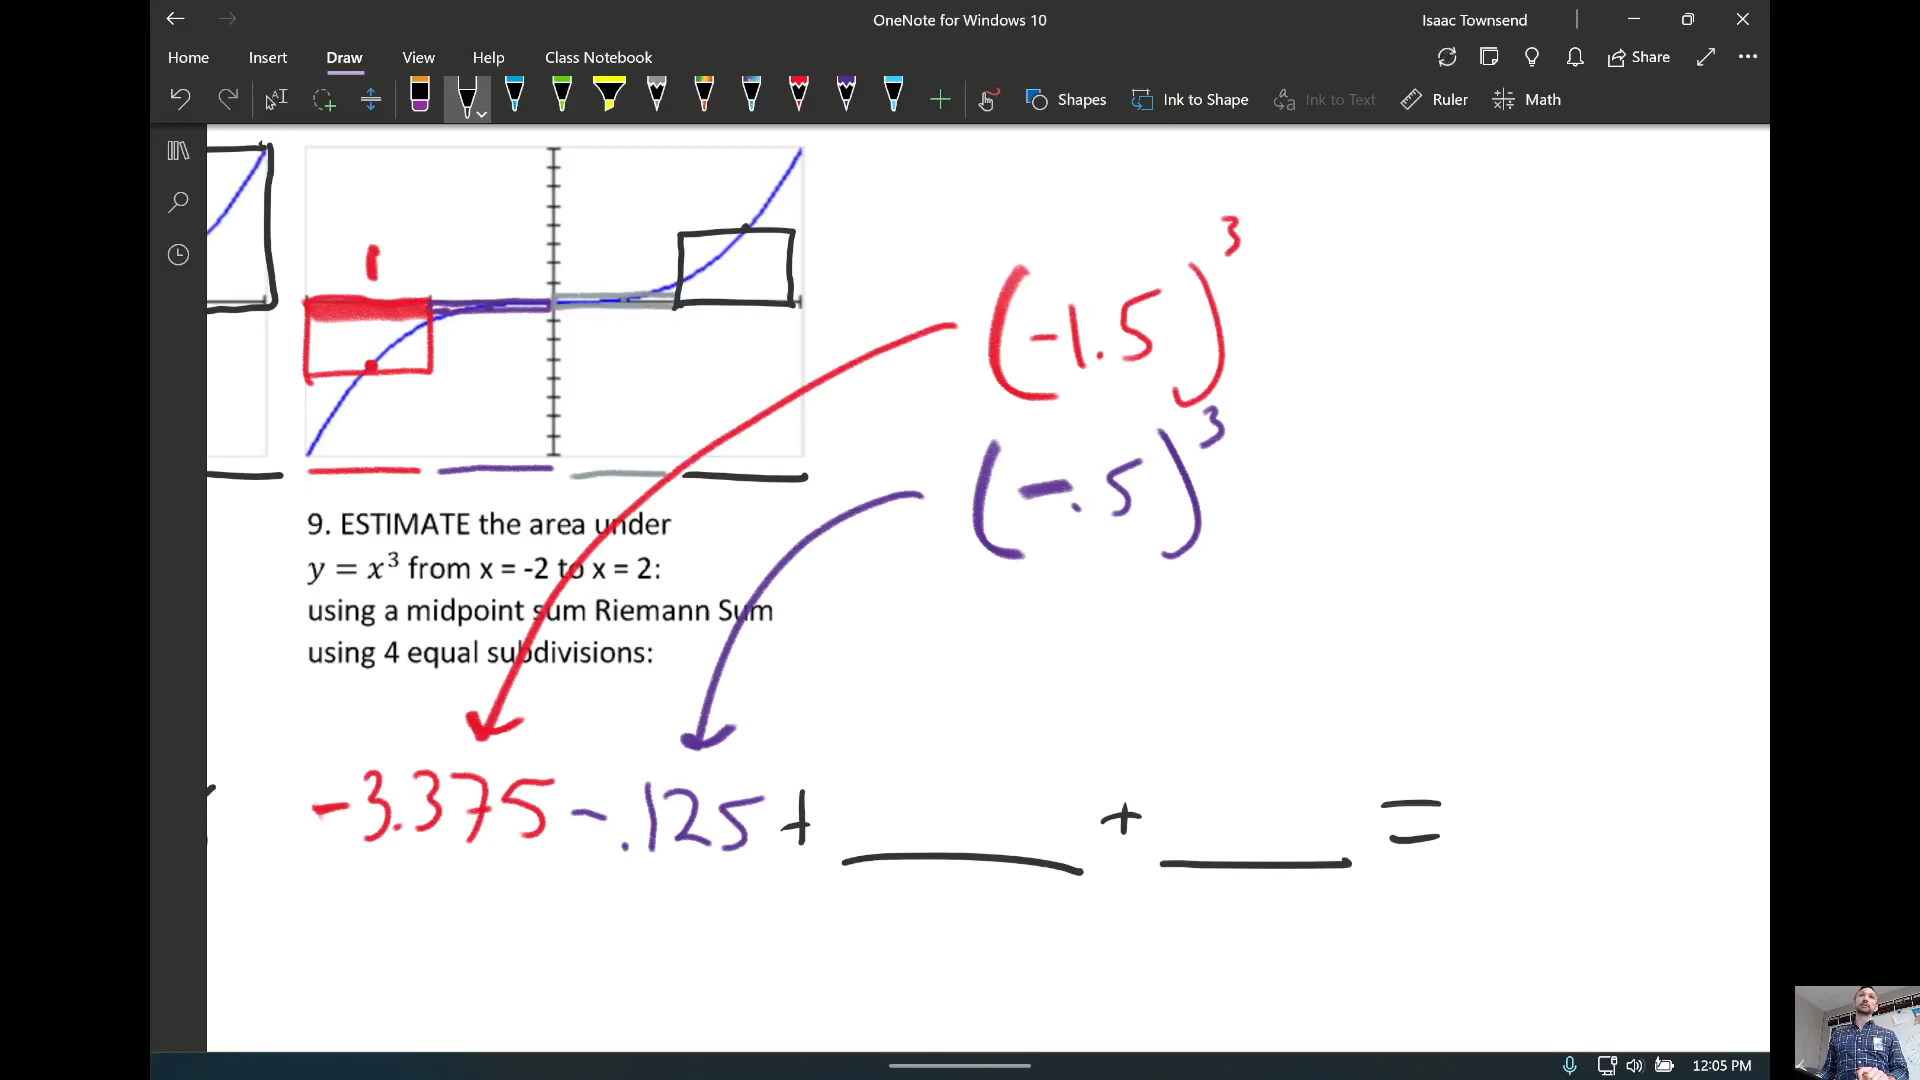 OneNote for Windows 10
Isaac Townsend
Home Insert Draw View Help Class Notebook
Share
Shapes Ink to Shape Ink to Text Ruler Math
1
(-1.5)³
(-.5)³
9. ESTIMATE the area under
y = x³ from x = -2 to x = 2:
using a midpoint sum Riemann Sum
using 4 equal subdivisions:
-3.375 -.125 + ____ + ____ =
12:05 PM